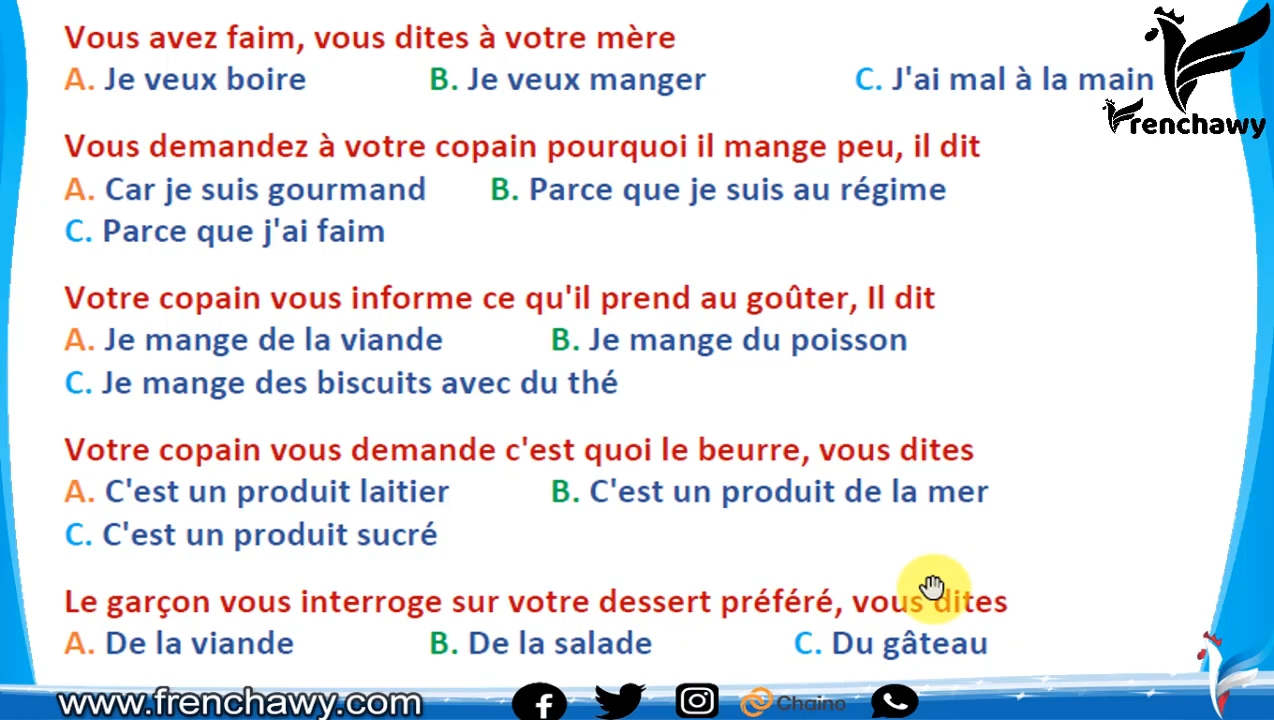 Vous avez faim, vous dites à votre mère
A. Je veux boire B. Je veux manger C. J'ai mal à la main
Frenchawy
Vous demandez à votre copain pourquoi il mange peu, il dit
A. Car je suis gourmand B. Parce que je suis au régime
C. Parce que j'ai faim
Votre copain vous informe ce qu'il prend au goûter, Il dit
A. Je mange de la viande B. Je mange du poisson
C. Je mange des biscuits avec du thé
Votre copain vous demande c'est quoi le beurre, vous dites
A. C'est un produit laitier B. C'est un produit de la mer
C. C'est un produit sucré
Le garçon vous interroge sur votre dessert préféré, vous dites
A. De la viande B. De la salade C. Du gâteau
www.frenchawy.com Chaino